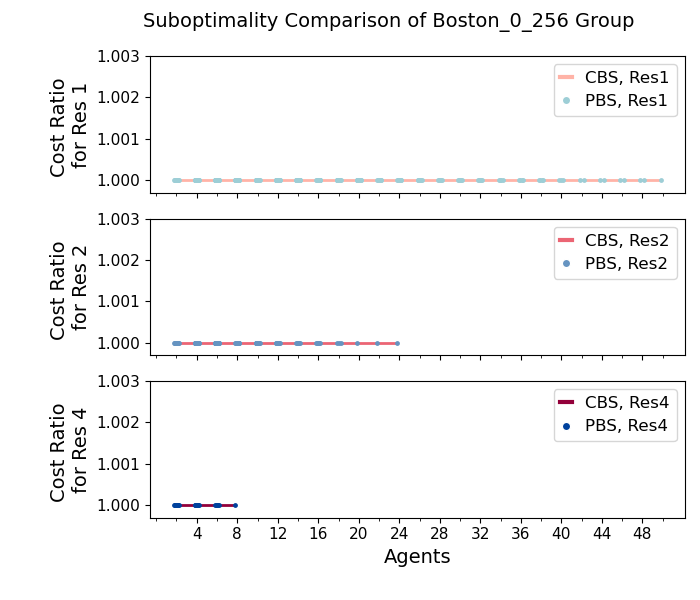 Suboptimality Comparison of Boston_0_256 Group
Cost Ratio
for Res 1
1.003
1.002
1.001
1.000
CBS, Res1
PBS, Res1
Cost Ratio
for Res 2
1.003
1.002
1.001
1.000
CBS, Res2
PBS, Res2
Cost Ratio
for Res 4
1.003
1.002
1.001
1.000
CBS, Res4
PBS, Res4
4 8 12 16 20 24 28 32 36 40 44 48
Agents